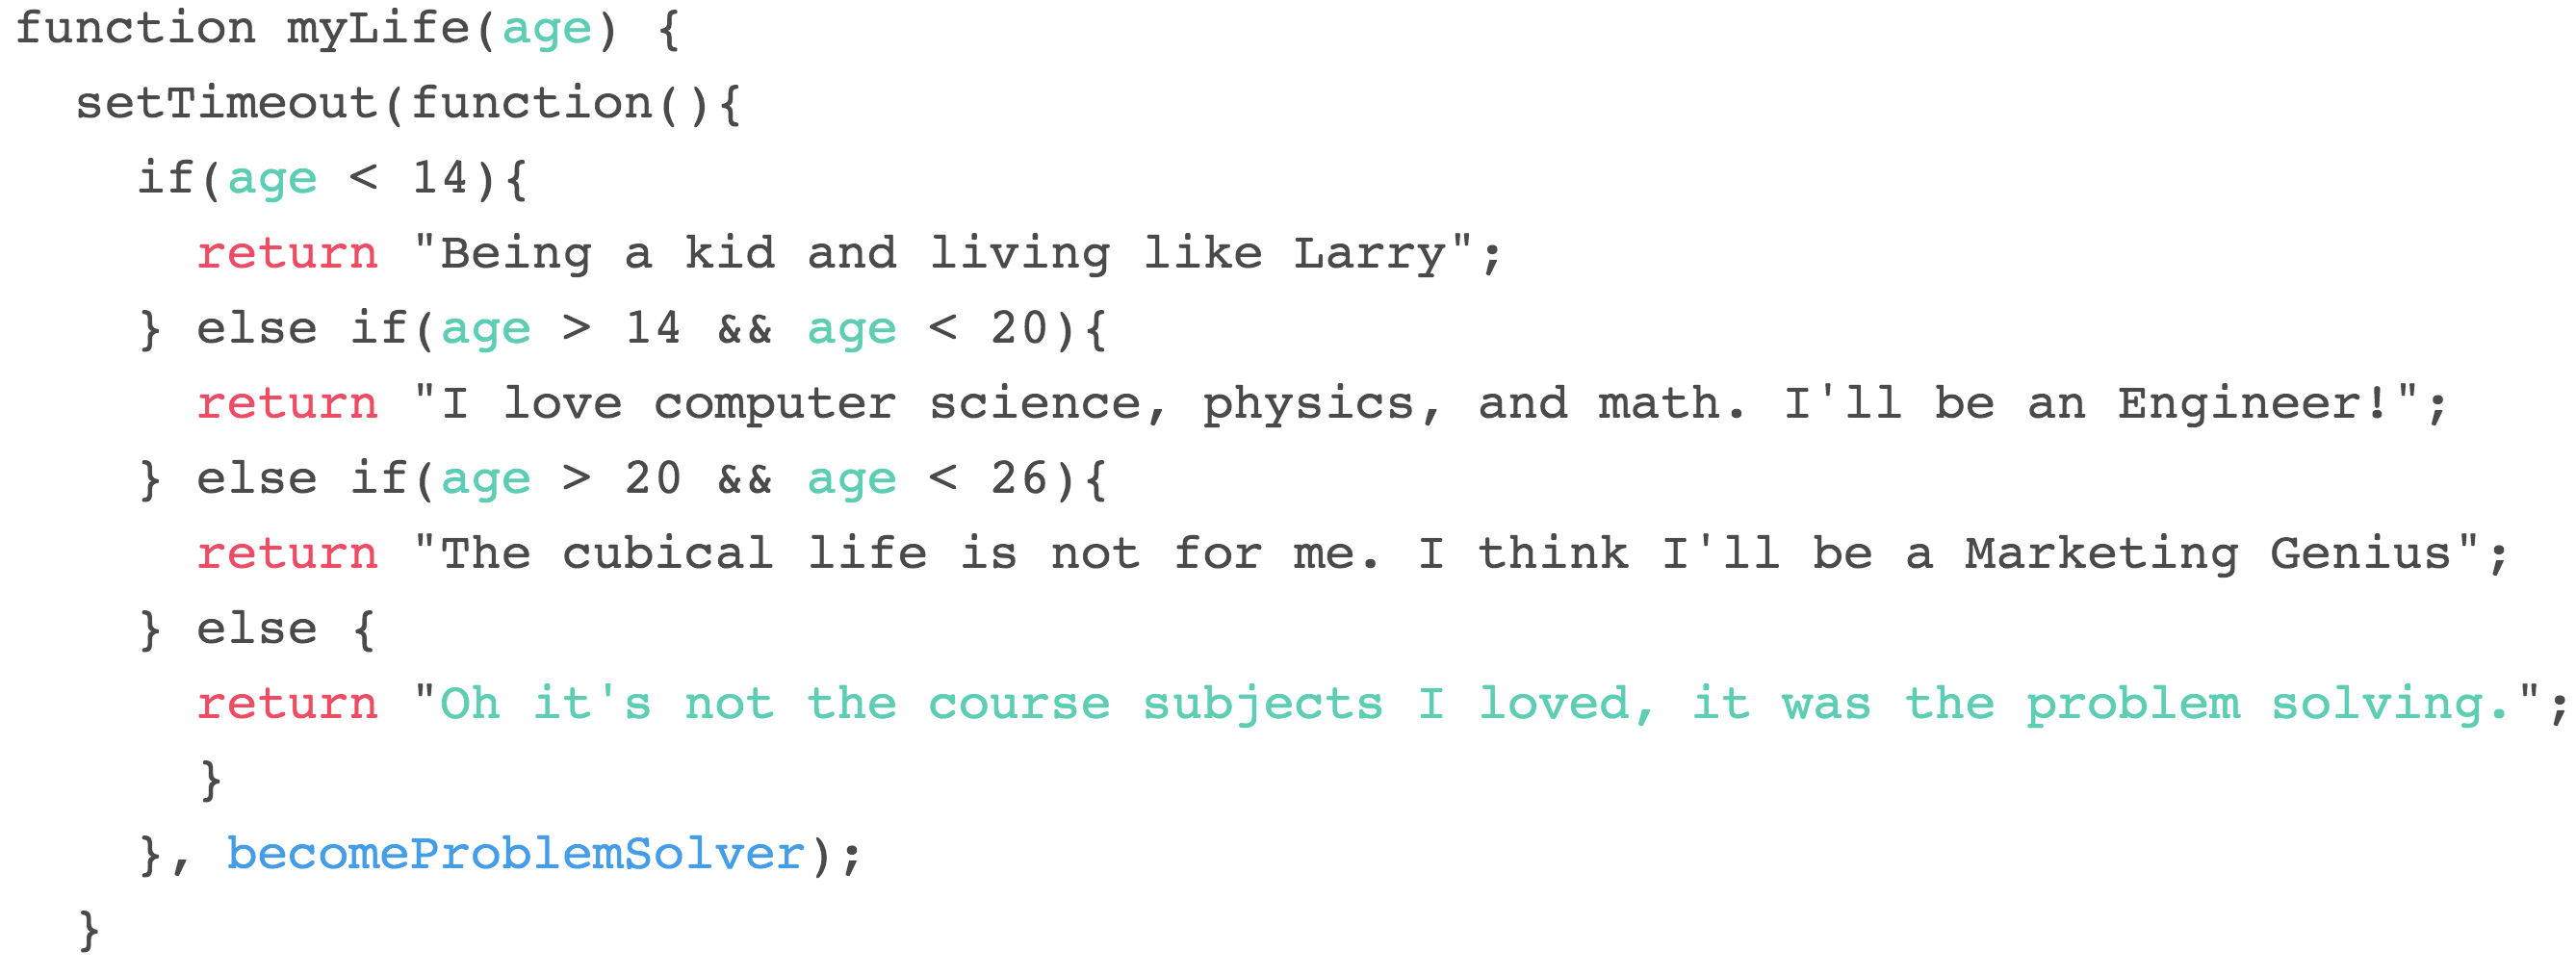 function myLife(age) {
setTimeout(function(){
if(age < 14){
return "Being a kid and living like Larry";
} else if(age > 14 && age < 20){
return "I love computer science, physics, and math. I'll be an Engineer!";
} else if(age > 20 && age < 26){
return "The cubical life is not for me. I think I'll be a Marketing Genius";
} else {
return "Oh it's not the course subjects I loved, it was the problem solving.";
}
}, becomeProblemSolver);
}